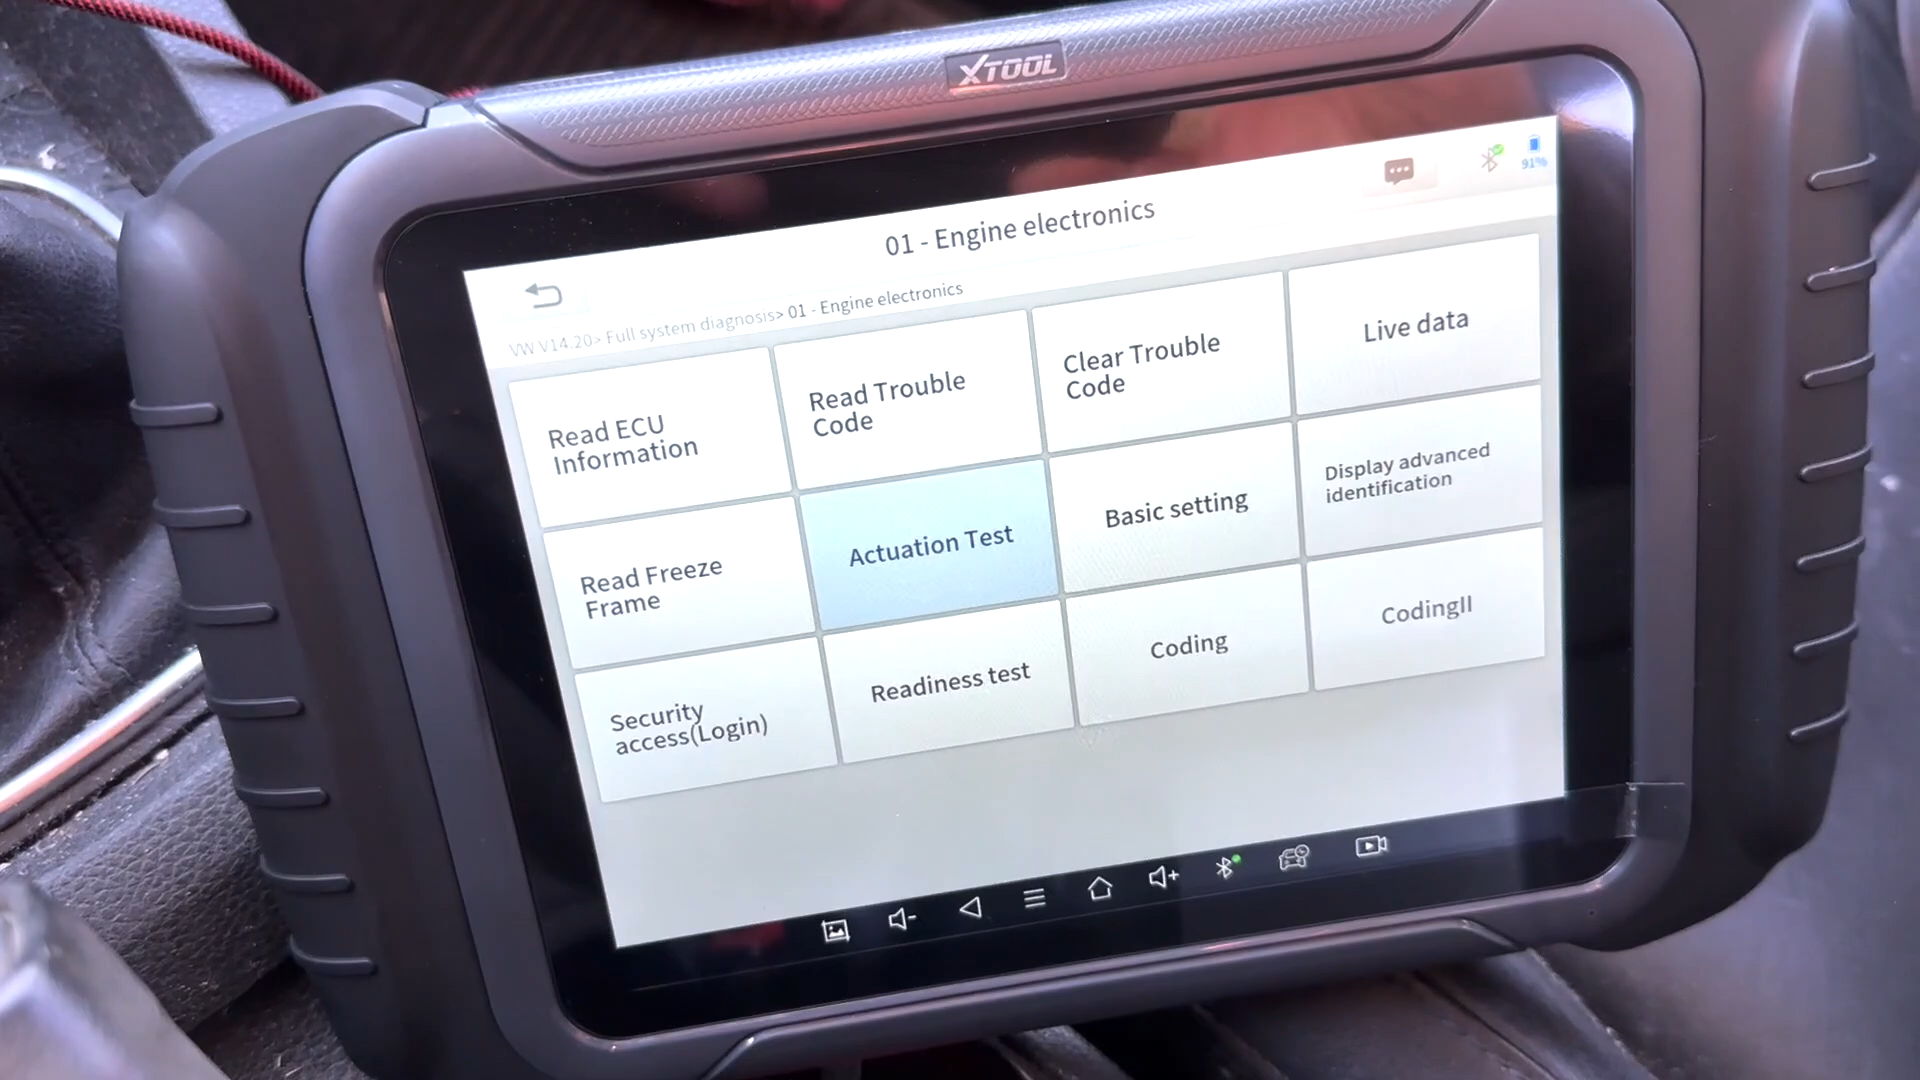 XTOOL
91%
01 - Engine electronics
VW V14.20> Full system diagnosis> 01 - Engine electronics
Read ECU
Information
Read Trouble
Code
Clear Trouble
Code
Live data
Read Freeze
Frame
Actuation Test
Basic setting
Display advanced
identification
Security
access(Login)
Readiness test
Coding
CodingII